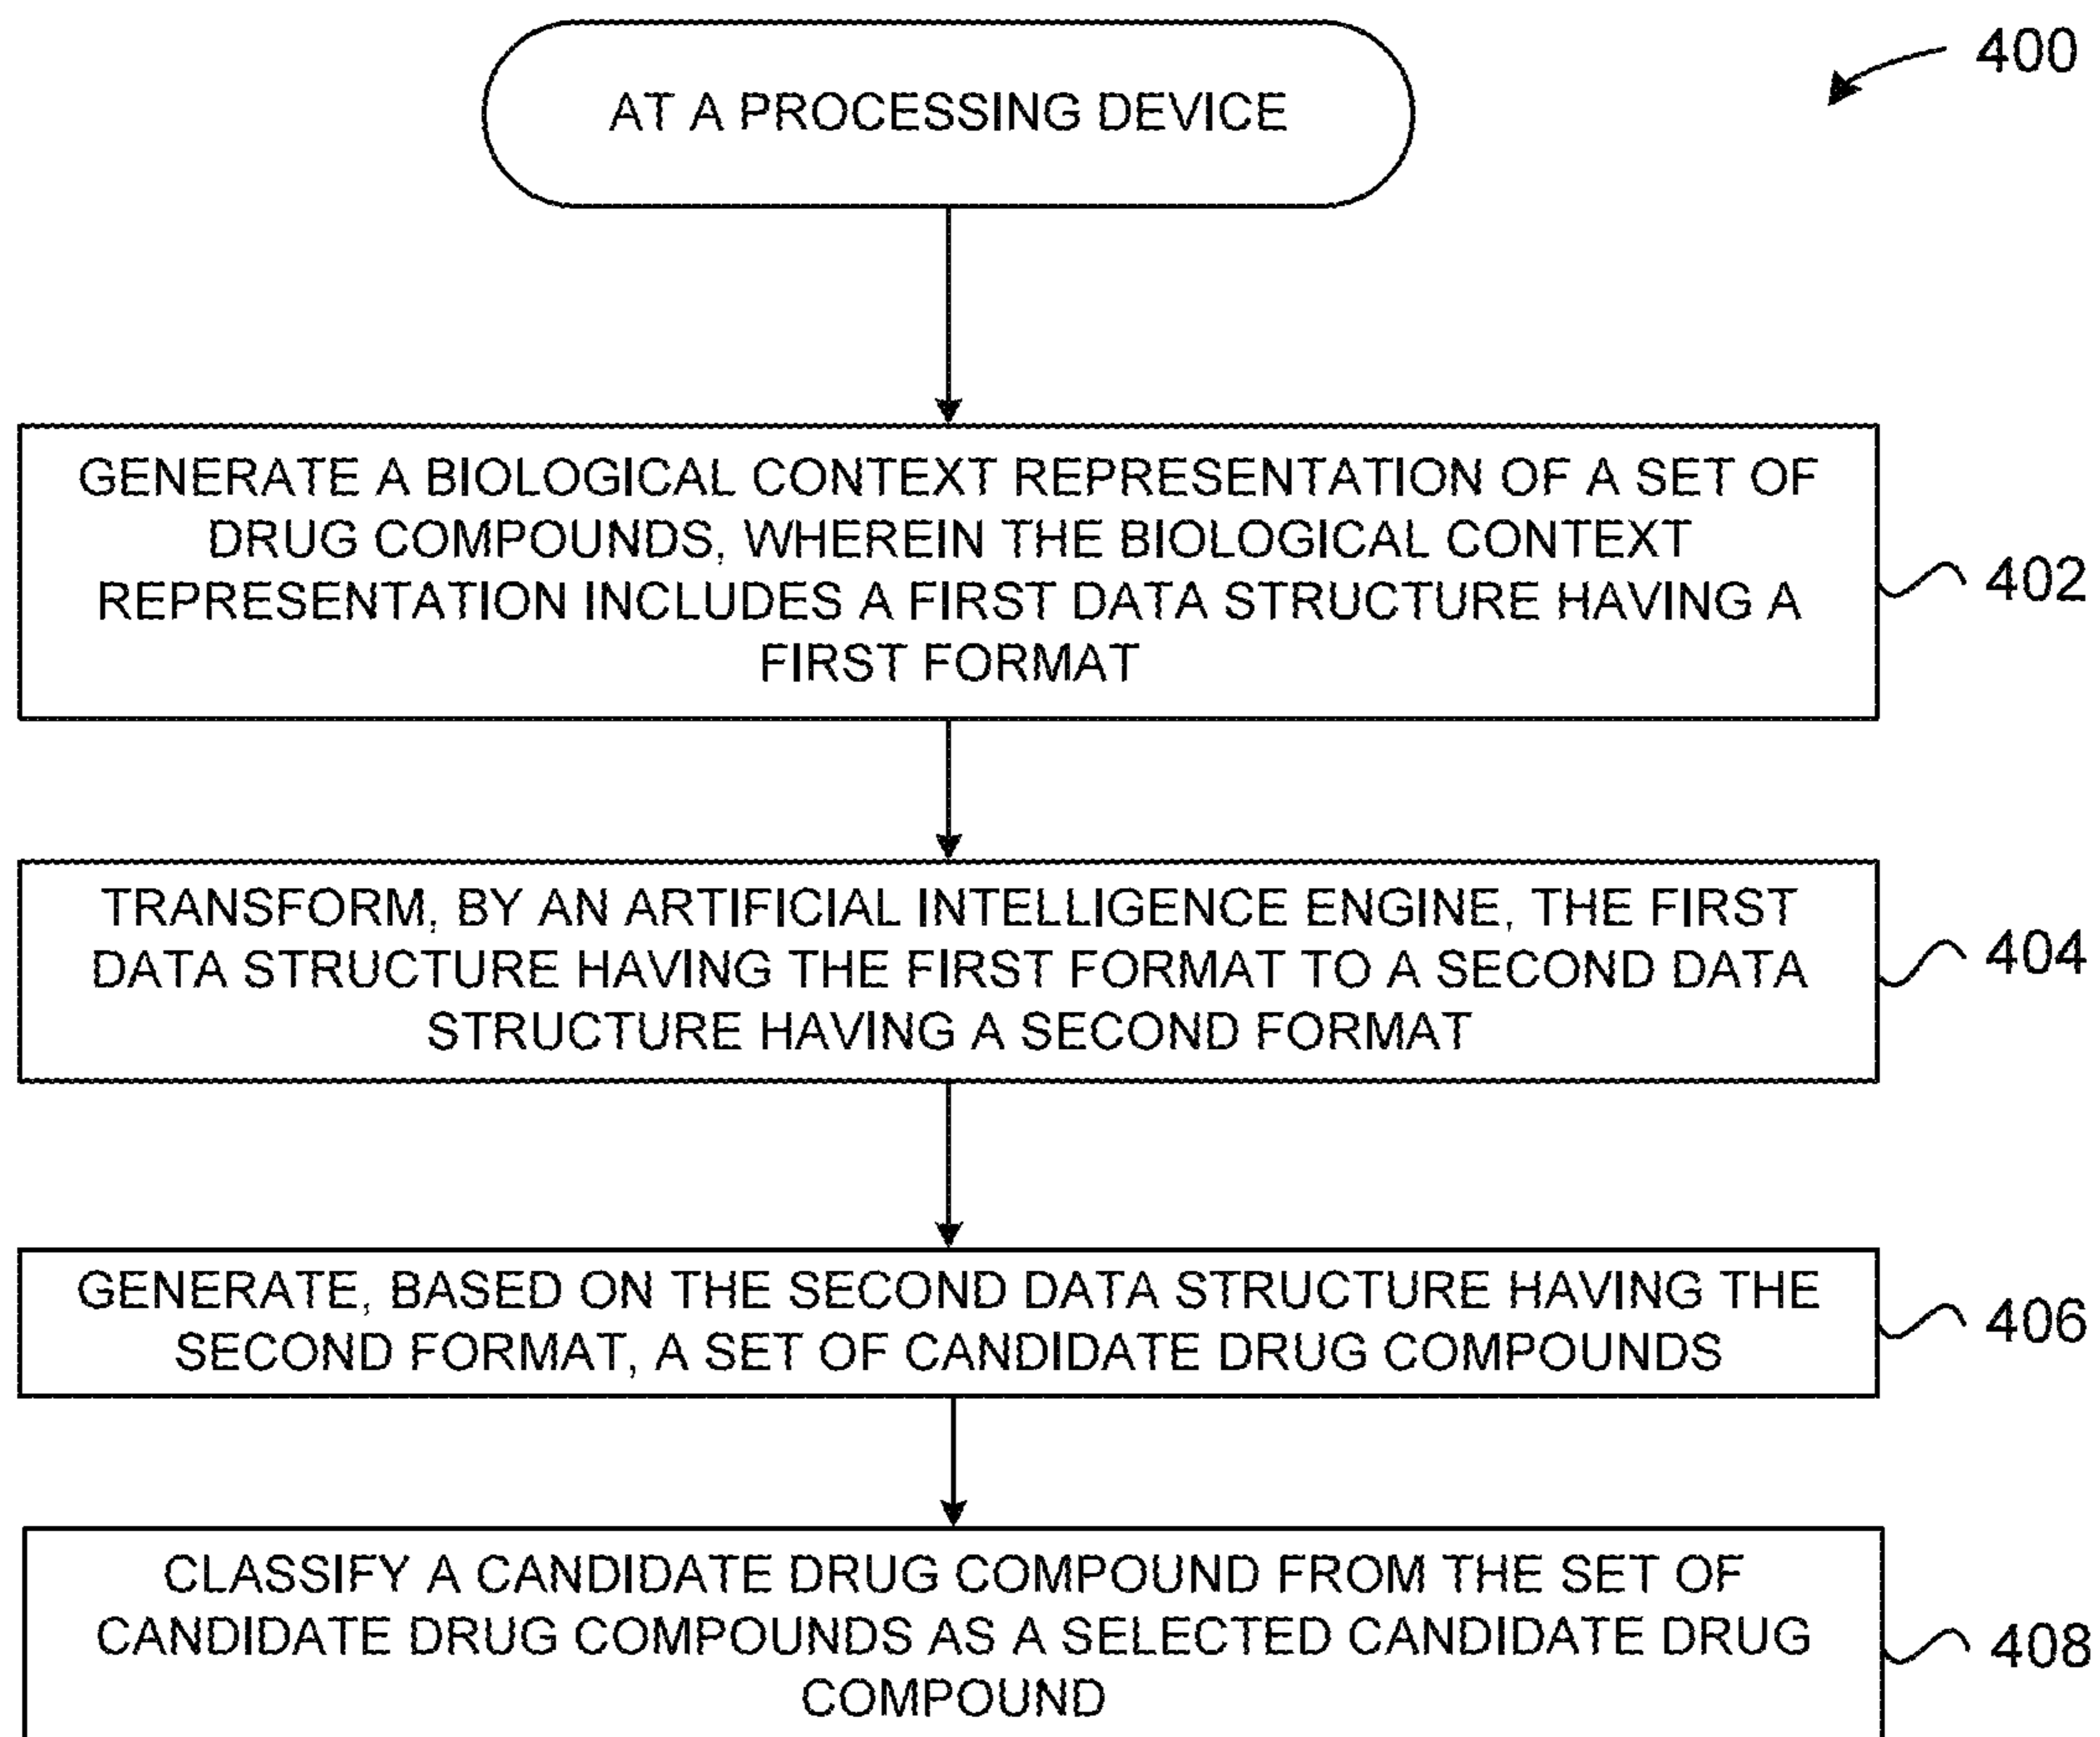 AT A PROCESSING DEVICE
400
GENERATE A BIOLOGICAL CONTEXT REPRESENTATION OF A SET OF
DRUG COMPOUNDS, WHEREIN THE BIOLOGICAL CONTEXT
REPRESENTATION INCLUDES A FIRST DATA STRUCTURE HAVING A
FIRST FORMAT
402
TRANSFORM, BY AN ARTIFICIAL INTELLIGENCE ENGINE, THE FIRST
DATA STRUCTURE HAVING THE FIRST FORMAT TO A SECOND DATA
STRUCTURE HAVING A SECOND FORMAT
404
GENERATE, BASED ON THE SECOND DATA STRUCTURE HAVING THE
SECOND FORMAT, A SET OF CANDIDATE DRUG COMPOUNDS
406
CLASSIFY A CANDIDATE DRUG COMPOUND FROM THE SET OF
CANDIDATE DRUG COMPOUNDS AS A SELECTED CANDIDATE DRUG
COMPOUND
408